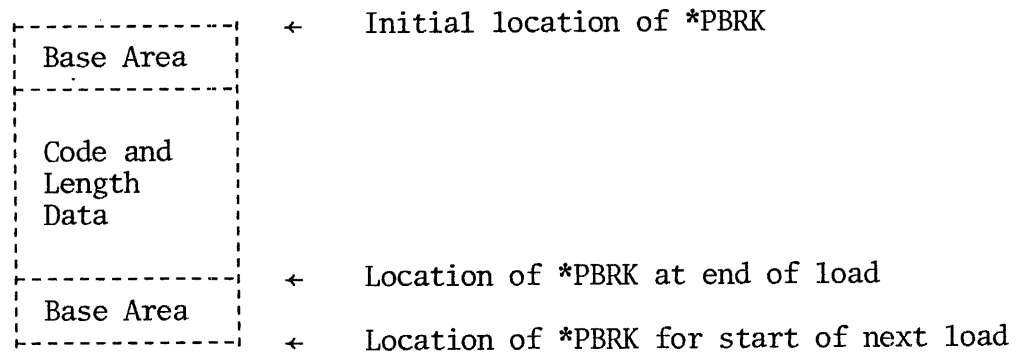 ← Initial location of *PBRK
Base Area
Code and
Length
Data
← Location of *PBRK at end of load
Base Area
← Location of *PBRK for start of next load